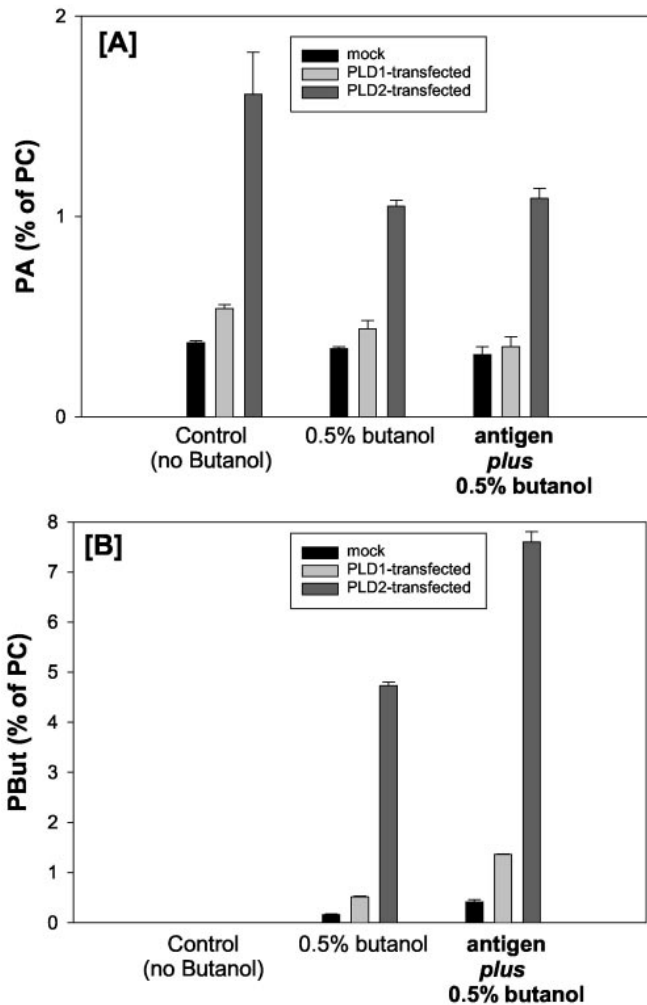 [A]
2
1
0
PA (% of PC)
mock
PLD1-transfected
PLD2-transfected
Control
(no Butanol)
0.5% butanol
antigen
plus
0.5% butanol
[B]
8
7
6
5
4
3
2
1
0
PBut (% of PC)
mock
PLD1-transfected
PLD2-transfected
Control
(no Butanol)
0.5% butanol
antigen
plus
0.5% butanol